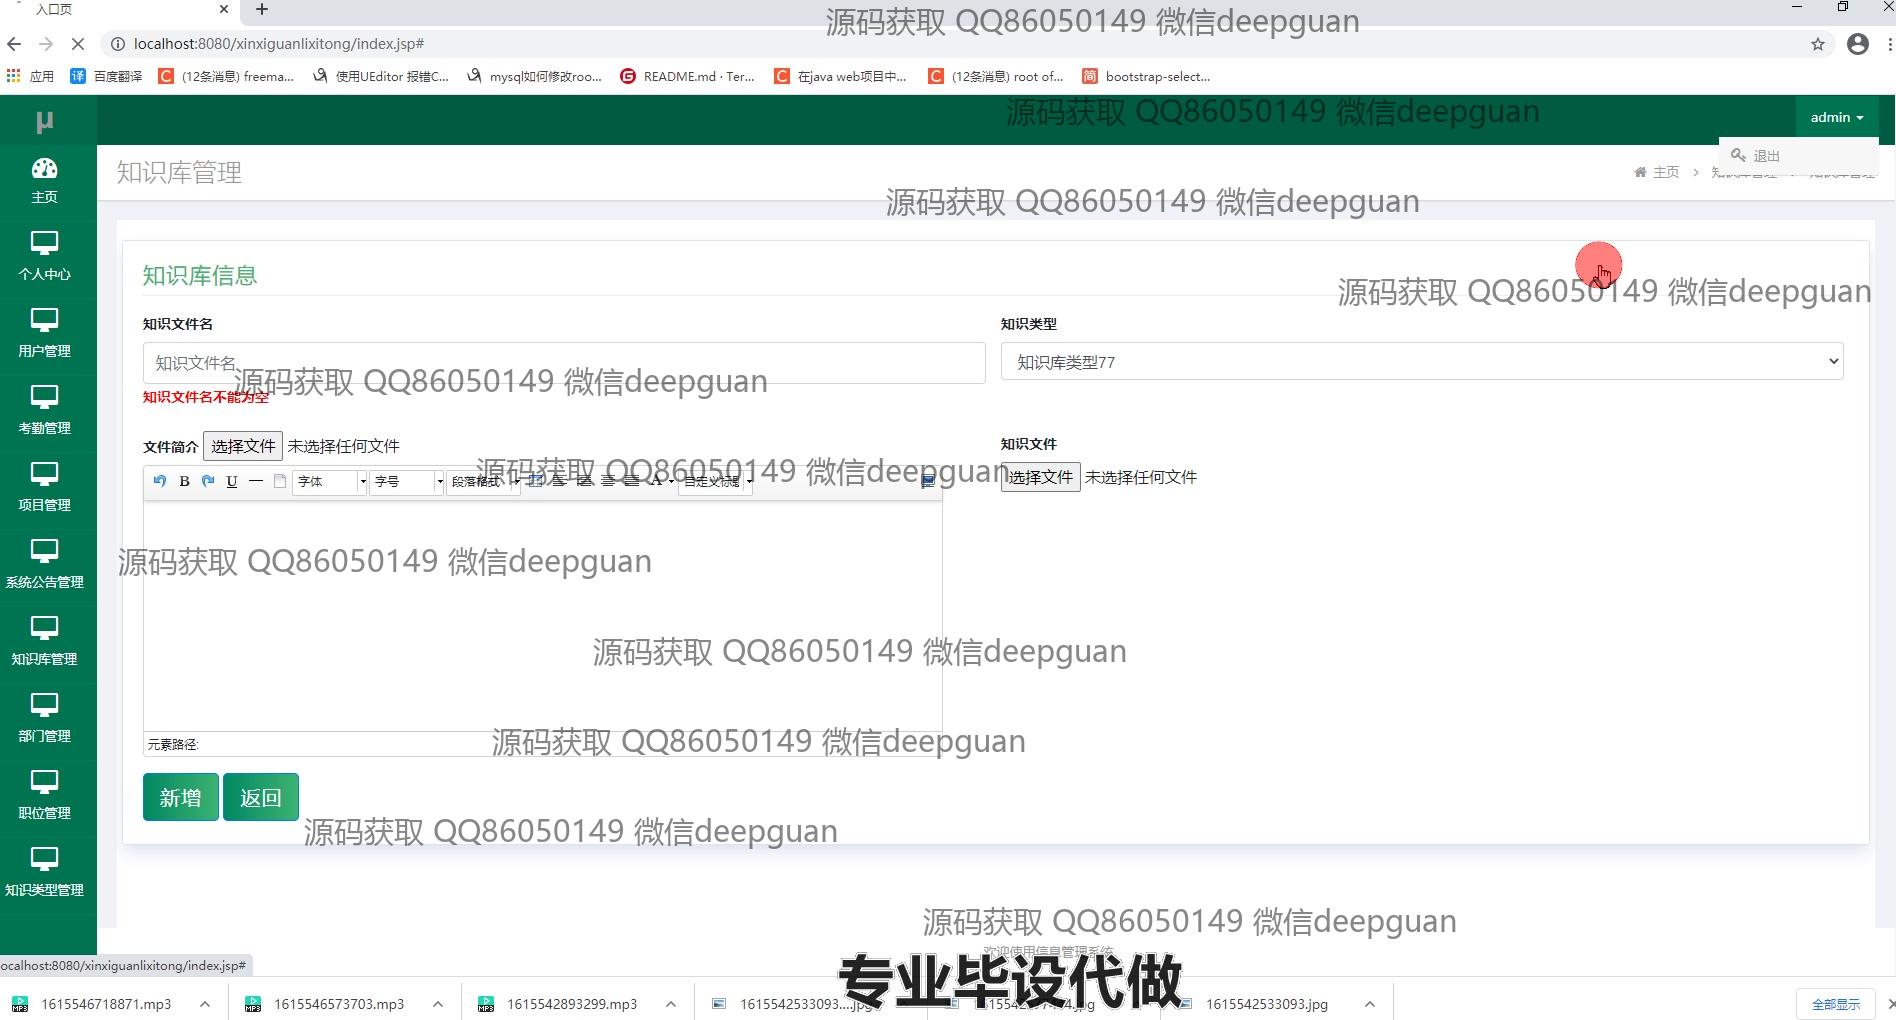 入口页
源码获取 QQ86050149 微信deepguan
localhost:8080/xinxiguanlixitong/index.jsp#
应用
百度翻译
(12条消息) freema...
使用UEditor 报错C...
mysql如何修改roo...
README.md · Ter...
在java web项目中...
(12条消息) root of...
bootstrap-select...
μ
源码获取 QQ86050149 微信deepguan
admin
退出
知识库管理
主页
源码获取 QQ86050149 微信deepguan
主页
个人中心
用户管理
考勤管理
项目管理
系统公告管理
知识库管理
部门管理
职位管理
知识类型管理
知识库信息
源码获取 QQ86050149 微信deepguan
知识文件名
知识类型
知识文件名
知识库类型77
源码获取 QQ86050149 微信deepguan
知识文件名不能为空
文件简介 选择文件 未选择任何文件
知识文件
选择文件 未选择任何文件
源码获取 QQ86050149 微信deepguan
B U 字体 字号 段落格式 A 自定义标题
源码获取 QQ86050149 微信deepguan
源码获取 QQ86050149 微信deepguan
元素路径:
源码获取 QQ86050149 微信deepguan
新增
返回
源码获取 QQ86050149 微信deepguan
源码获取 QQ86050149 微信deepguan
欢迎使用信息管理系统
ocalhost:8080/xinxiguanlixitong/index.jsp#
专业毕设代做
1615546718871.mp3
1615546573703.mp3
1615542893299.mp3
1615542533093....jpg
1615542533093.jpg
全部显示